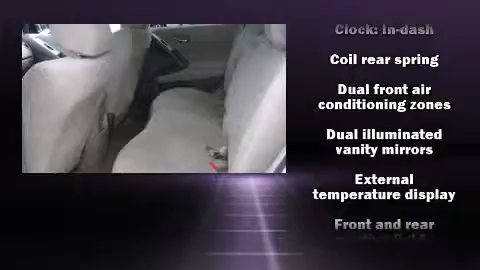 Clock: In-dash
Coil rear spring
Dual front air
conditioning zones
Dual illuminated
vanity mirrors
External
temperature display
Front and rear